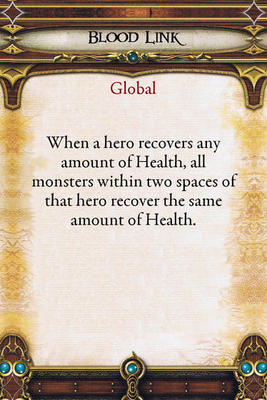 Blood Link
Global
When a hero recovers any
amount of Health, all
monsters within two spaces of
that hero recover the same
amount of Health.